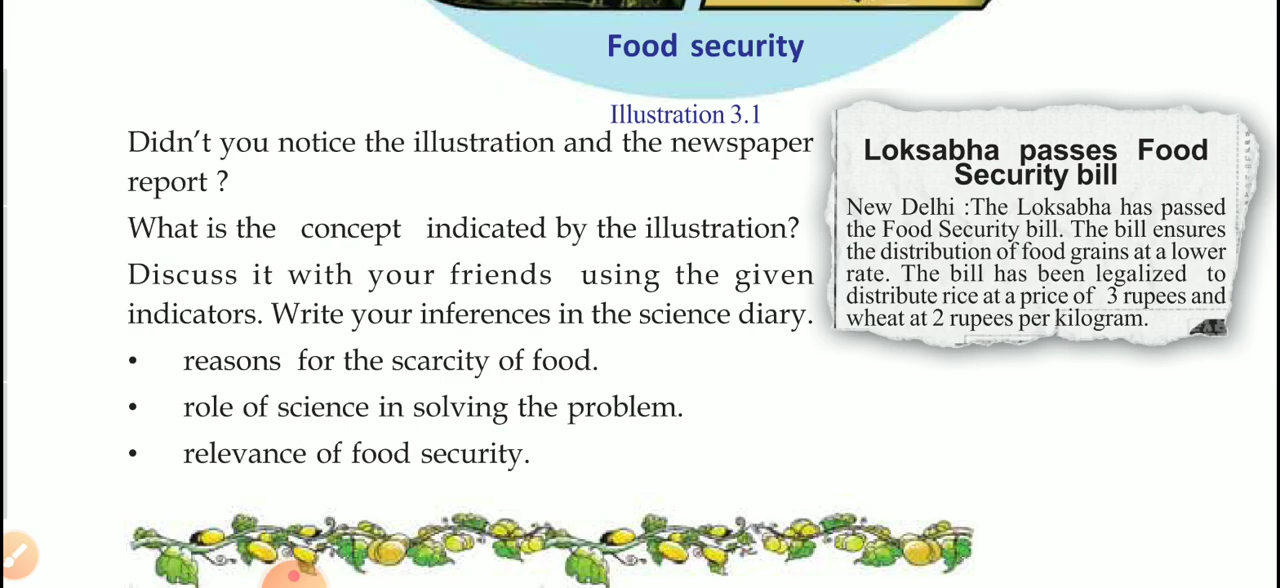 Food security
Illustration 3.1
Didn't you notice the illustration and the newspaper
report ?
What is the concept indicated by the illustration?
Discuss it with your friends using the given
indicators. Write your inferences in the science diary.
• reasons for the scarcity of food.
• role of science in solving the problem.
• relevance of food security.
Loksabha passes Food
Security bill
New Delhi :The Loksabha has passed
the Food Security bill. The bill ensures
the distribution of food grains at a lower
rate. The bill has been legalized to
distribute rice at a price of 3 rupees and
wheat at 2 rupees per kilogram.